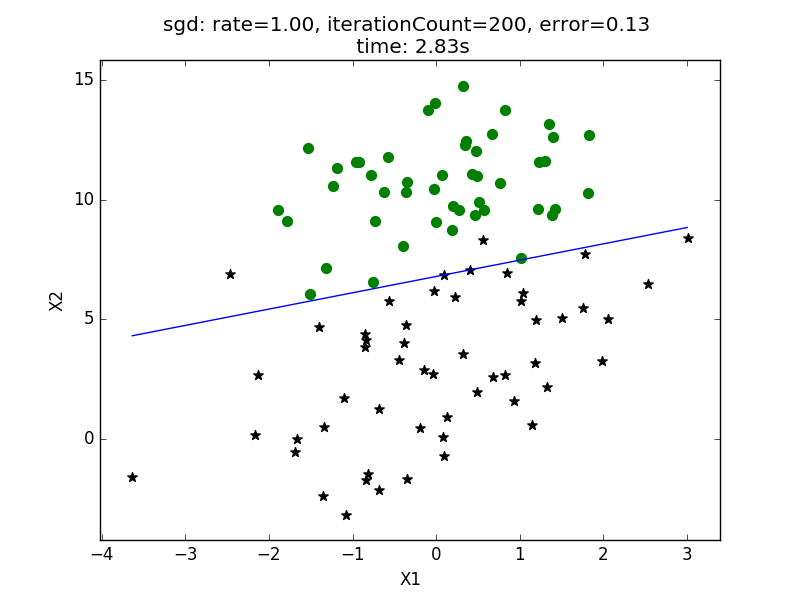 sgd: rate=1.00, iterationCount=200, error=0.13
time: 2.83s
15
10
5
0
−4 −3 −2 −1 0 1 2 3
X1
X2